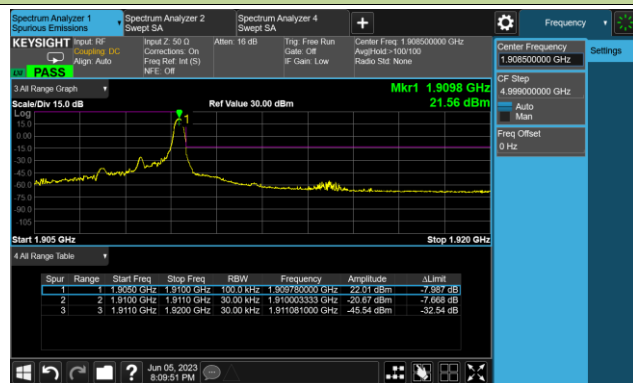 Spectrum Analyzer 1
Spurious Emissions
Spectrum Analyzer 2
Swept SA
Spectrum Analyzer 4
Swept SA
Frequency
KEYSIGHT
Input: RF
Coupling: DC
Align: Auto
Input Z: 50 Ω
Corrections: On
Freq Ref: Int (S)
NFE: Off
Atten: 16 dB
Trig: Free Run
Gate: Off
IF Gain: Low
Center Freq: 1.908500000 GHz
Avg|Hold:>100/100
Radio Std: None
PASS
Center Frequency
1.908500000 GHz
Settings
CF Step
4.999000000 GHz
Auto
Man
Freq Offset
0 Hz
3 All Range Graph
Mkr1 1.9098 GHz
Scale/Div 15.0 dB
Ref Value 30.00 dBm
21.56 dBm
Log
1
15.0
0.00
-15.0
-30.0
-45.0
-60.0
-75.0
-90.0
-105
Start 1.905 GHz
Stop 1.920 GHz
4 All Range Table
Spur Range Start Freq Stop Freq RBW Frequency Amplitude ΔLimit
1 1 1.9050 GHz 1.9100 GHz 100.0 kHz 1.909780000 GHz 22.01 dBm -7.987 dB
2 2 1.9100 GHz 1.9110 GHz 30.00 kHz 1.910003333 GHz -20.67 dBm -7.668 dB
3 3 1.9110 GHz 1.9200 GHz 30.00 kHz 1.911081000 GHz -45.54 dBm -32.54 dB
Jun 05, 2023
8:09:51 PM